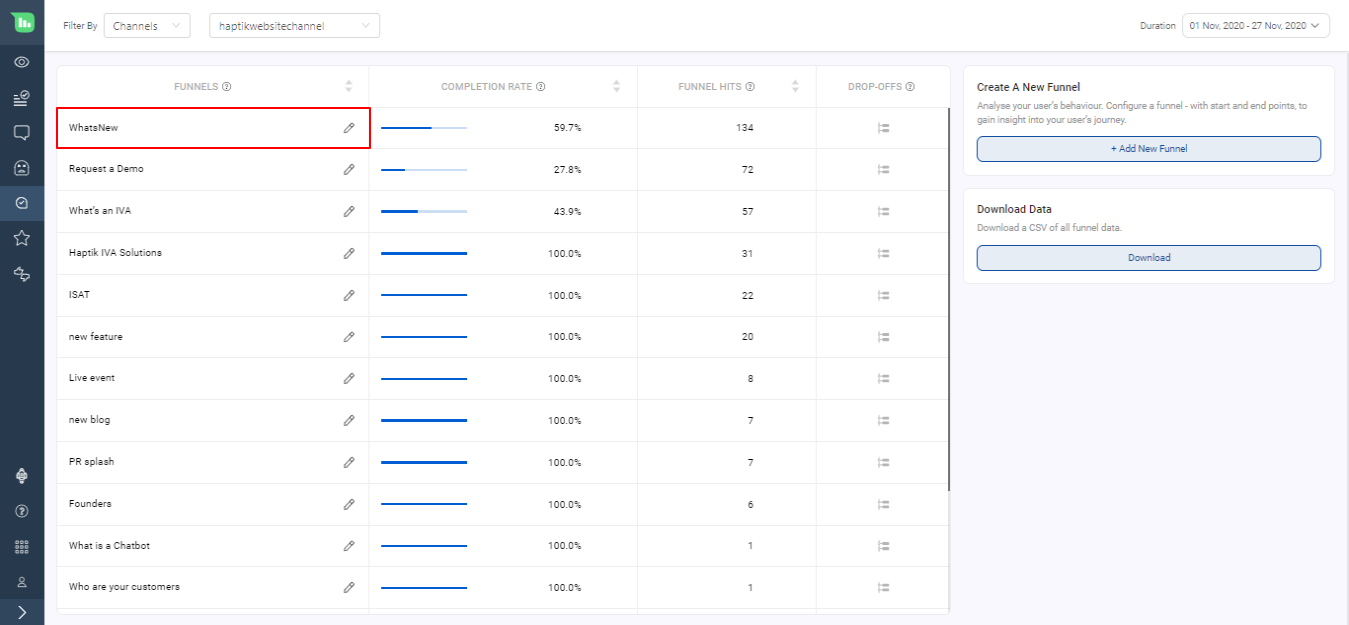 Filter By Channels haptikwebsitechannel Duration 01 Nov, 2020 - 27 Nov, 2020
FUNNELS COMPLETION RATE FUNNEL HITS DROP-OFFS
WhatsNew 59.7% 134
Request a Demo 27.8% 72
What's an IVA 43.9% 57
Haptik IVA Solutions 100.0% 31
ISAT 100.0% 22
new feature 100.0% 20
Live event 100.0% 8
new blog 100.0% 7
PR splash 100.0% 7
Founders 100.0% 6
What is a Chatbot 100.0% 1
Who are your customers 100.0% 1
Create A New Funnel
Analyse your user's behaviour. Configure a funnel - with start and end points, to
gain insight into your user's journey.
+ Add New Funnel
Download Data
Download a CSV of all funnel data.
Download